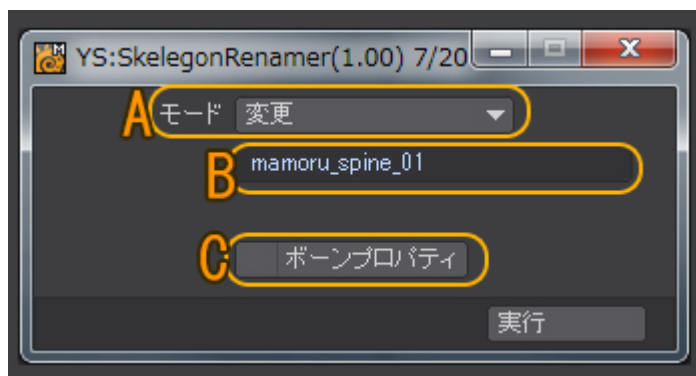 YS:SkelegonRenamer(1.00) 7/20
A モード 変更
B mamoru_spine_01
C ボーンプロパティ
実行